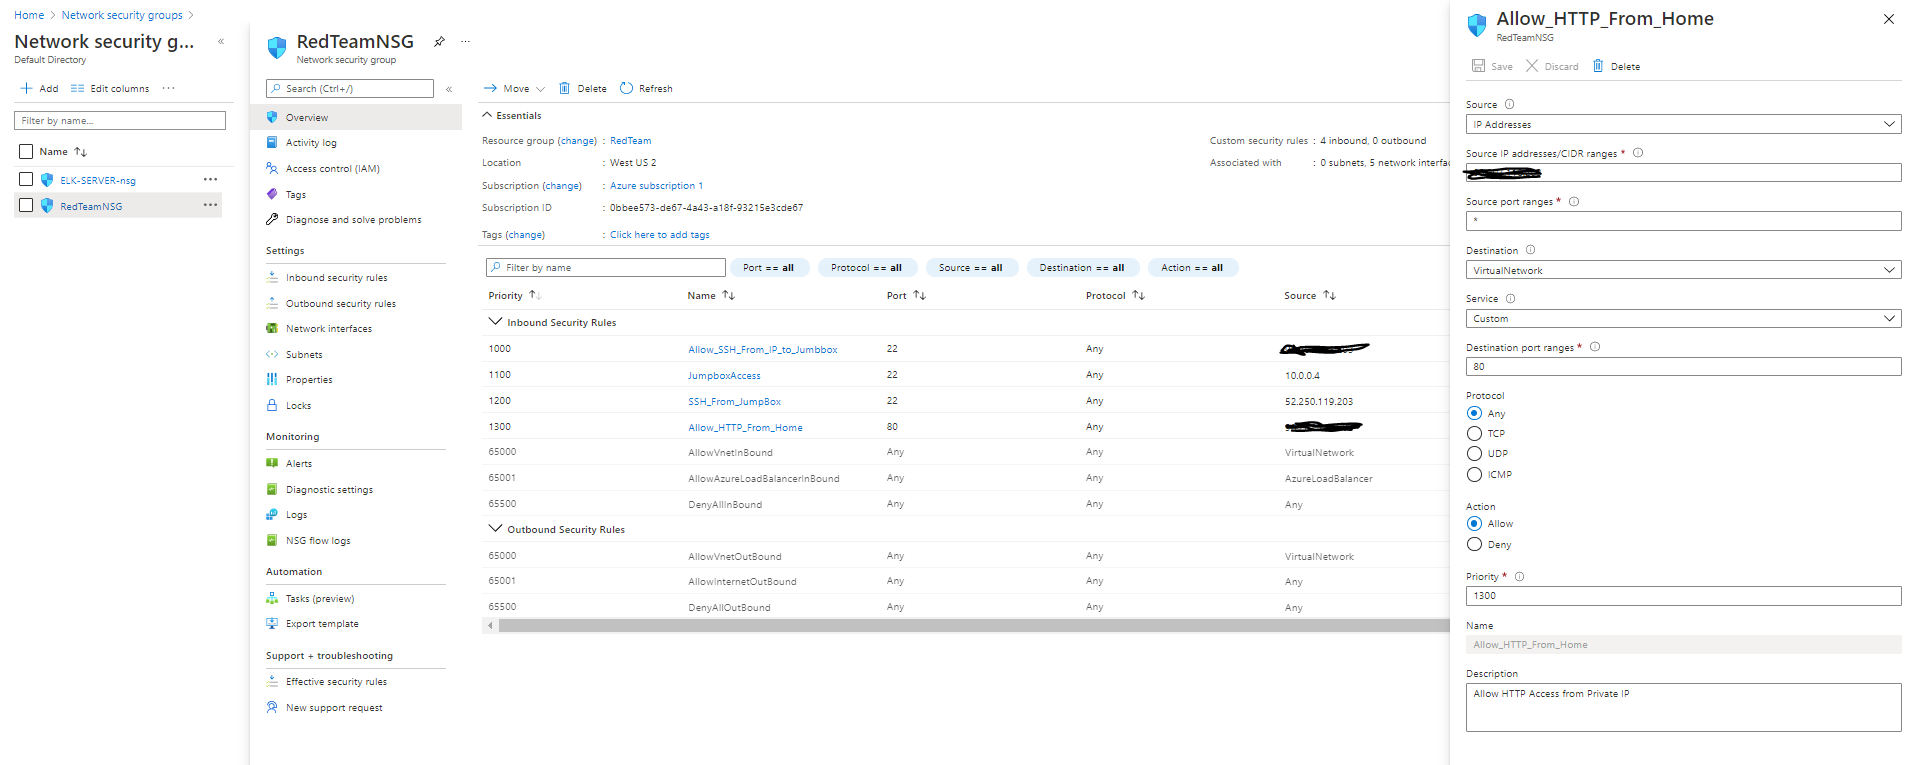 Home > Network security groups >
Network security g... «
Default Directory
+ Add Edit columns ...
Filter by name...
Name ↑↓
ELK-SERVER-nsg ...
RedTeamNSG ...
RedTeamNSG ...
Network security group
Search (Ctrl+/) «
Overview
Activity log
Access control (IAM)
Tags
Diagnose and solve problems
Settings
Inbound security rules
Outbound security rules
Network interfaces
Subnets
Properties
Locks
Monitoring
Alerts
Diagnostic settings
Logs
NSG flow logs
Automation
Tasks (preview)
Export template
Support + troubleshooting
Effective security rules
New support request
→ Move Delete Refresh
Essentials
Resource group (change) : RedTeam
Location : West US 2
Subscription (change) : Azure subscription 1
Subscription ID : 0bbee573-de67-4a43-a18f-93215e3cde67
Tags (change) : Click here to add tags
Custom security rules : 4 inbound, 0 outbound
Associated with : 0 subnets, 5 network interfac
Filter by name Port == all Protocol == all Source == all Destination == all Action == all
Priority ↑↓ Name ↑↓ Port ↑↓ Protocol ↑↓ Source ↑↓
Inbound Security Rules
1000 Allow_SSH_From_IP_to_Jumbbox 22 Any
1100 JumpboxAccess 22 Any 10.0.0.4
1200 SSH_From_JumpBox 22 Any 52.250.119.203
1300 Allow_HTTP_From_Home 80 Any
65000 AllowVnetInBound Any Any VirtualNetwork
65001 AllowAzureLoadBalancerInBound Any Any AzureLoadBalancer
65500 DenyAllInBound Any Any Any
Outbound Security Rules
65000 AllowVnetOutBound Any Any VirtualNetwork
65001 AllowInternetOutBound Any Any Any
65500 DenyAllOutBound Any Any Any
Allow_HTTP_From_Home
RedTeamNSG
Save Discard Delete
Source
IP Addresses
Source IP addresses/CIDR ranges *
Source port ranges *
*
Destination
VirtualNetwork
Service
Custom
Destination port ranges *
80
Protocol
Any
TCP
UDP
ICMP
Action
Allow
Deny
Priority *
1300
Name
Allow_HTTP_From_Home
Description
Allow HTTP Access from Private IP